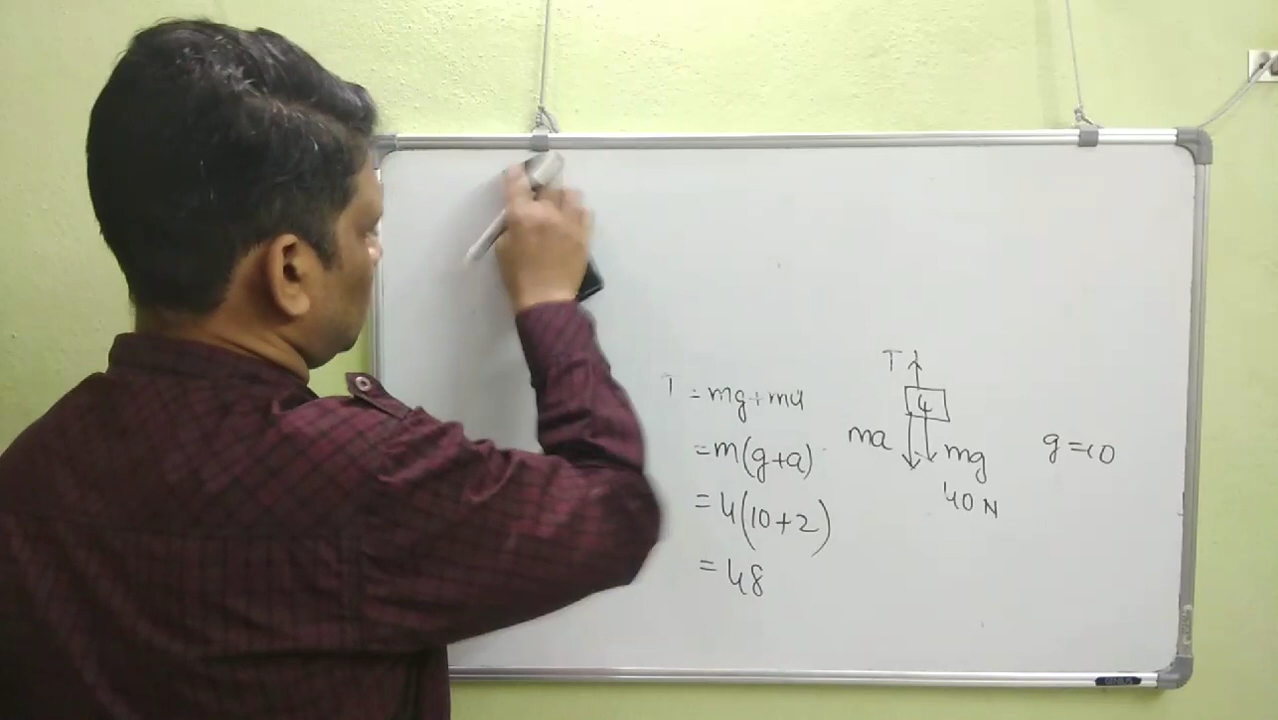 T = mg+ma
= m(g+a)
= 4(10+2)
= 48
T
4
ma
mg
40 N
g = 10